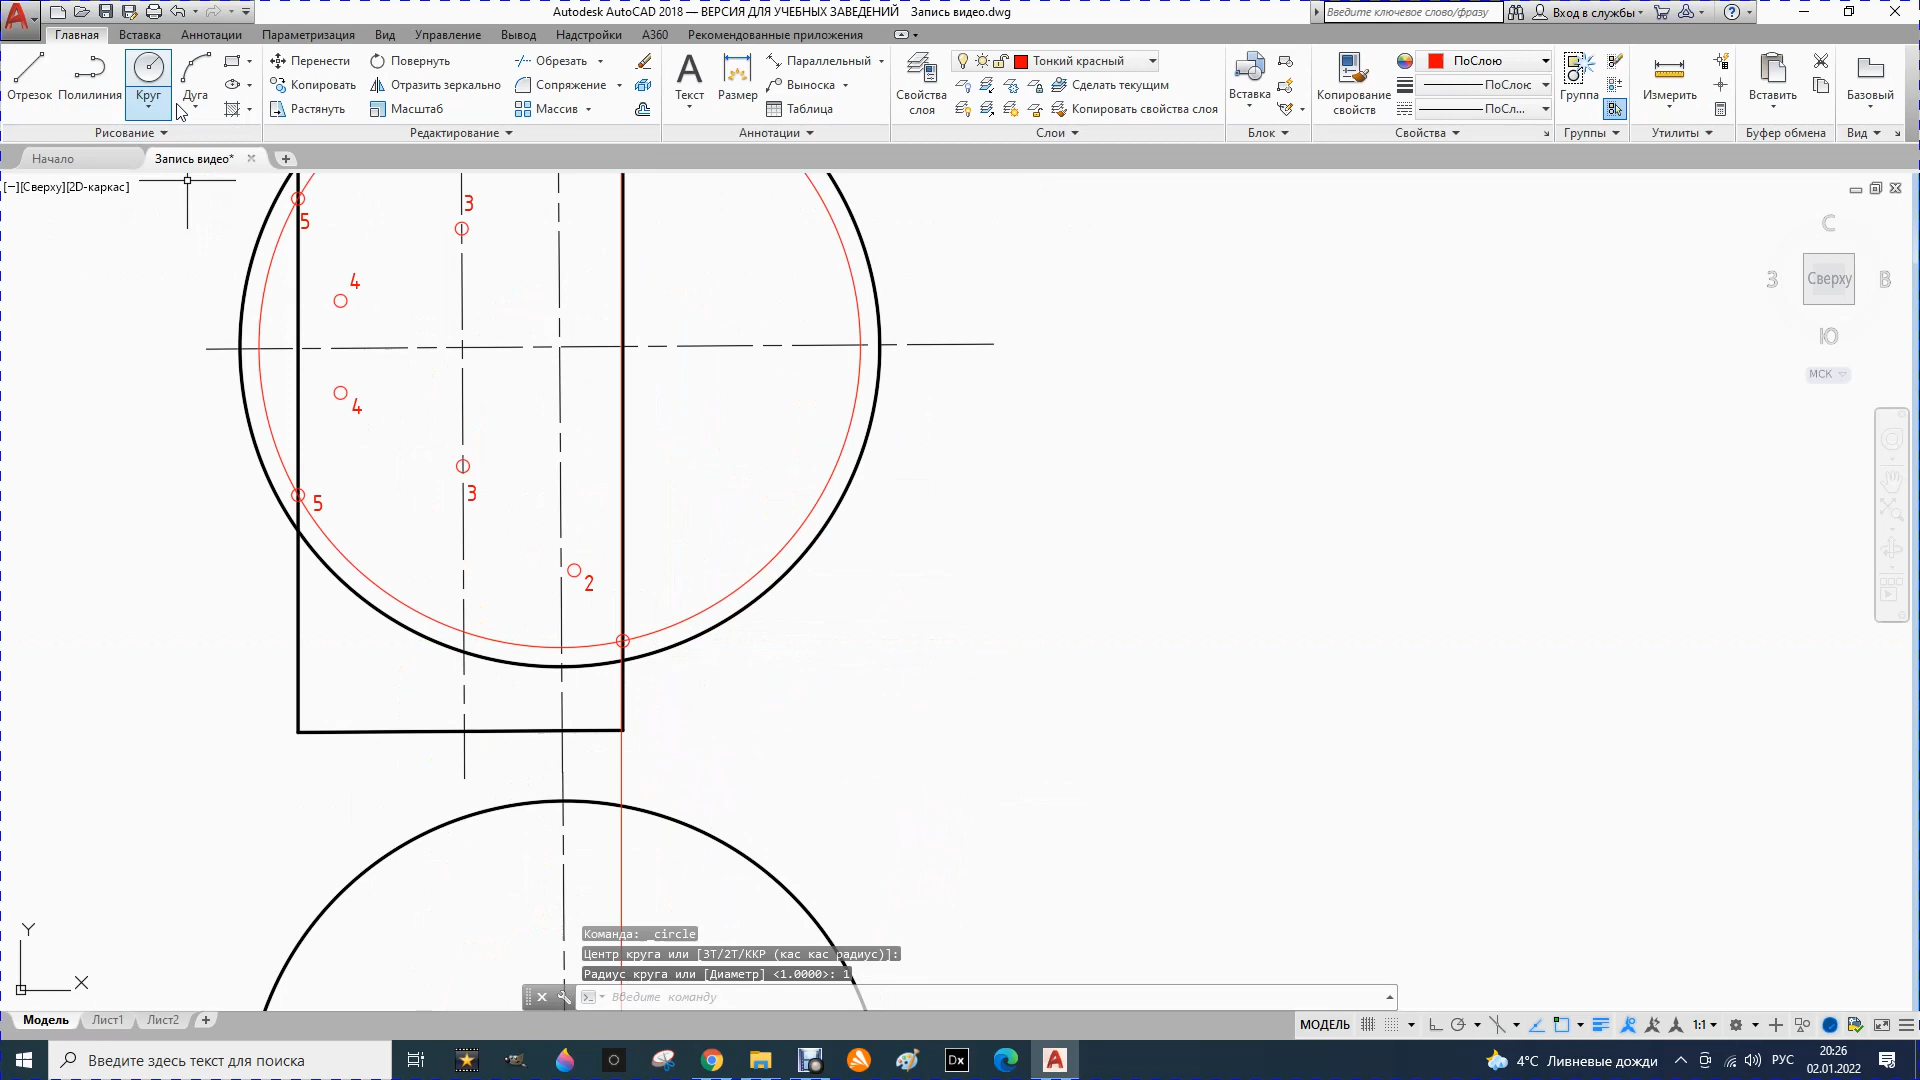 Autodesk AutoCAD 2018 — ВЕРСИЯ ДЛЯ УЧЕБНЫХ ЗАВЕДЕНИЙ Запись видео.dwg
Введите ключевое слово/фразу
Вход в службы
Главная Вставка Аннотации Параметризация Вид Управление Вывод Надстройки A360 Рекомендованные приложения
Отрезок Полилиния Круг Дуга
Рисование
Перенести Повернуть Обрезать
Копировать Отразить зеркально Сопряжение
Растянуть Масштаб Массив
Редактирование
Текст Размер
Параллельный
Выноска
Таблица
Аннотации
Свойства слоя
Тонкий красный
Сделать текущим
Копировать свойства слоя
Слои
Вставка
Блок
Копирование свойств
ПоСлою
ПоСлою
ПоСл...
Свойства
Группа
Группы
Измерить
Утилиты
Вставить
Буфер обмена
Базовый
Вид
Начало Запись видео*
[−][Сверху][2D-каркас]
С
З Сверху В
Ю
МСК
3
5
4
4
3
5
2
Y
X
Команда: _circle
Центр круга или [3Т/2Т/ККР (кас кас радиус)]:
Радиус круга или [Диаметр] <1.0000>: 1
Введите команду
Модель Лист1 Лист2
МОДЕЛЬ 1:1
Введите здесь текст для поиска
Dx
4°C Ливневые дожди
РУС
20:26
02.01.2022